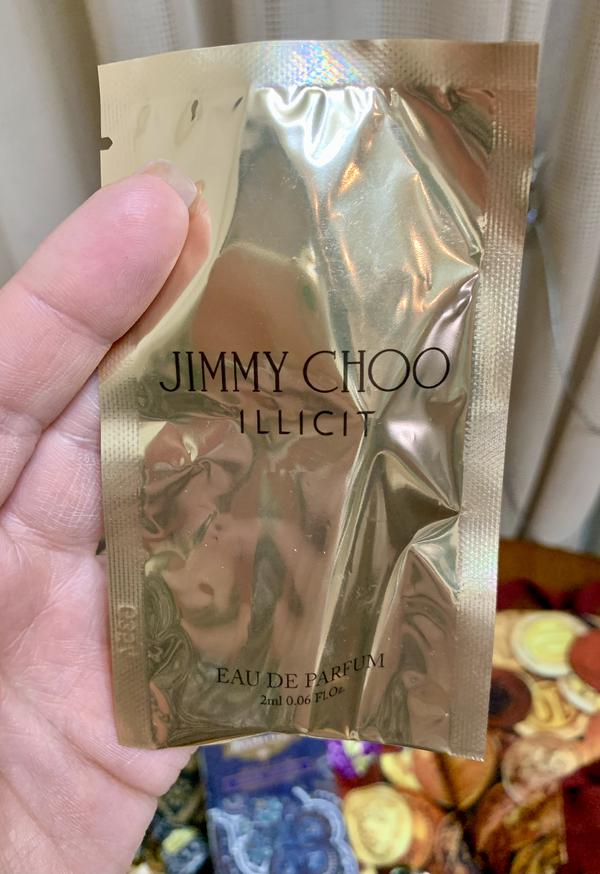 JIMMY CHOO
ILLICIT
EAU DE PARFUM
2ml 0.06 Fl.Oz.